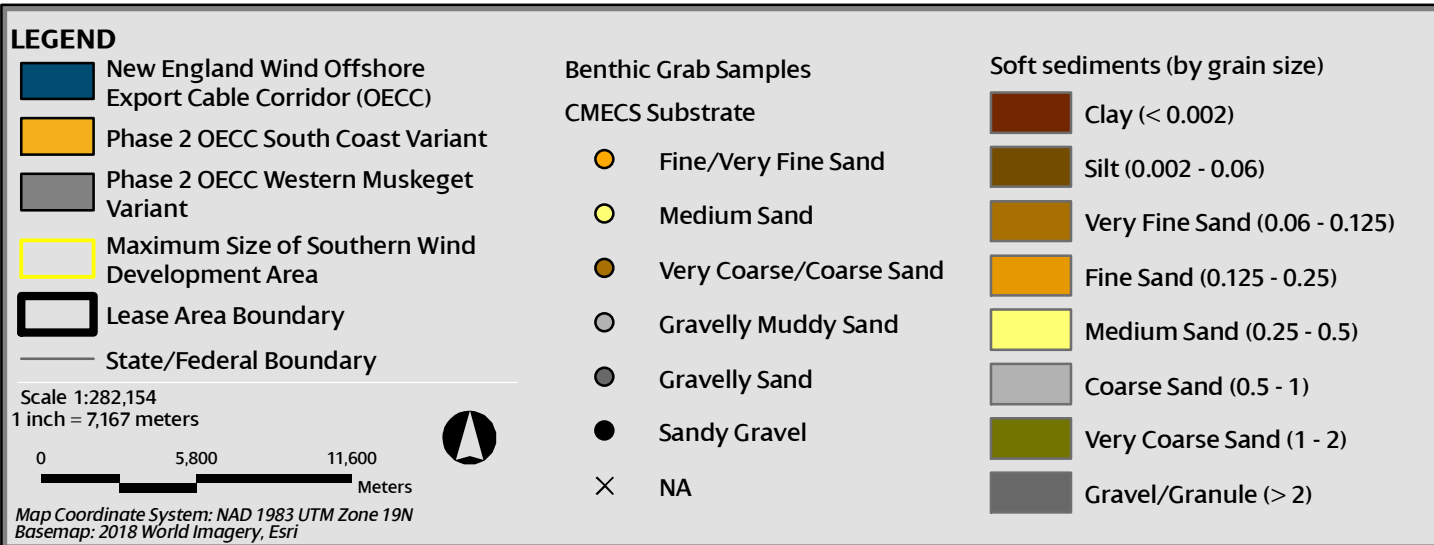 LEGEND
New England Wind Offshore
Export Cable Corridor (OECC)
Phase 2 OECC South Coast Variant
Phase 2 OECC Western Muskeget
Variant
Maximum Size of Southern Wind
Development Area
Lease Area Boundary
State/Federal Boundary
Scale 1:282,154
1 inch = 7,167 meters
0 5,800 11,600
Meters
Map Coordinate System: NAD 1983 UTM Zone 19N
Basemap: 2018 World Imagery, Esri
Benthic Grab Samples
CMECS Substrate
Fine/Very Fine Sand
Medium Sand
Very Coarse/Coarse Sand
Gravelly Muddy Sand
Gravelly Sand
Sandy Gravel
NA
Soft sediments (by grain size)
Clay (< 0.002)
Silt (0.002 - 0.06)
Very Fine Sand (0.06 - 0.125)
Fine Sand (0.125 - 0.25)
Medium Sand (0.25 - 0.5)
Coarse Sand (0.5 - 1)
Very Coarse Sand (1 - 2)
Gravel/Granule (> 2)